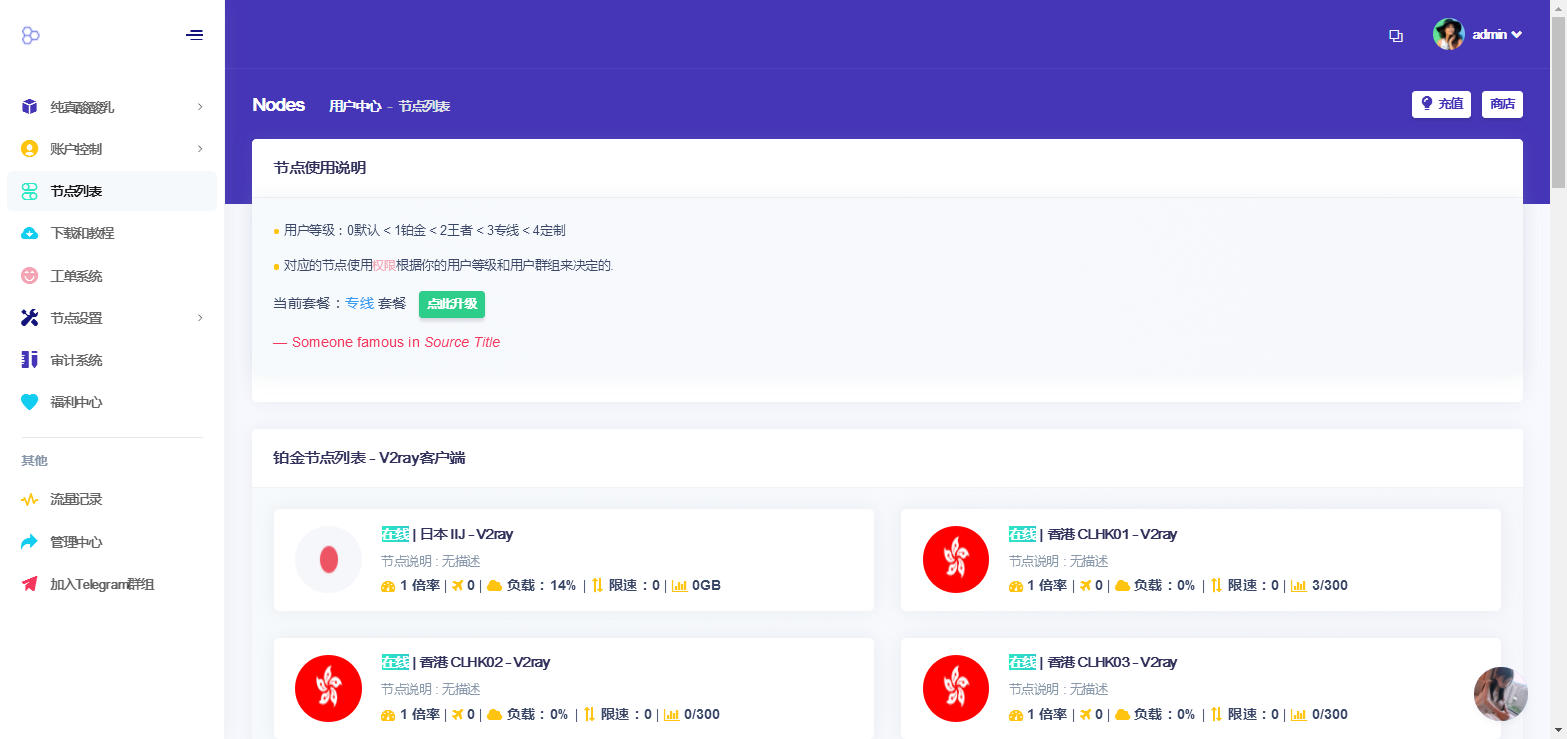 admin
纯真酸酸乳
账户控制
节点列表
下载和教程
工单系统
节点设置
审计系统
福利中心
其他
流量记录
管理中心
加入Telegram群组
Nodes 用户中心 - 节点列表 充值 商店
节点使用说明
用户等级：0默认 < 1铂金 < 2王者 < 3专线 < 4定制
对应的节点使用权限根据你的用户等级和用户群组来决定的.
当前套餐：专线 套餐 点此升级
— Someone famous in Source Title
铂金节点列表 - V2ray客户端
在线 | 日本 IIJ - V2ray
节点说明 : 无描述
1 倍率 | 0 | 负载：14% | 限速：0 | 0GB
在线 | 香港 CLHK01 - V2ray
节点说明 : 无描述
1 倍率 | 0 | 负载：0% | 限速：0 | 3/300
在线 | 香港 CLHK02 - V2ray
节点说明 : 无描述
1 倍率 | 0 | 负载：0% | 限速：0 | 0/300
在线 | 香港 CLHK03 - V2ray
节点说明 : 无描述
1 倍率 | 0 | 负载：0% | 限速：0 | 0/300